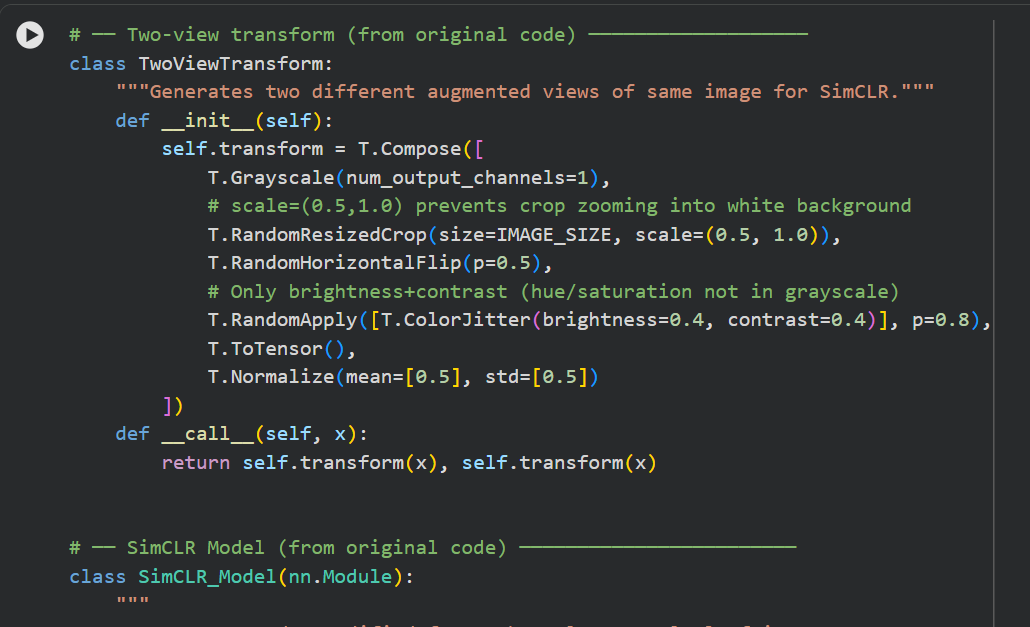 # ── Two-view transform (from original code) ───────────────────
class TwoViewTransform:
    """Generates two different augmented views of same image for SimCLR."""
    def __init__(self):
        self.transform = T.Compose([
            T.Grayscale(num_output_channels=1),
            # scale=(0.5,1.0) prevents crop zooming into white background
            T.RandomResizedCrop(size=IMAGE_SIZE, scale=(0.5, 1.0)),
            T.RandomHorizontalFlip(p=0.5),
            # Only brightness+contrast (hue/saturation not in grayscale)
            T.RandomApply([T.ColorJitter(brightness=0.4, contrast=0.4)], p=0.8),
            T.ToTensor(),
            T.Normalize(mean=[0.5], std=[0.5])
        ])
    def __call__(self, x):
        return self.transform(x), self.transform(x)
# ── SimCLR Model (from original code) ────────────────────────
class SimCLR_Model(nn.Module):
    """